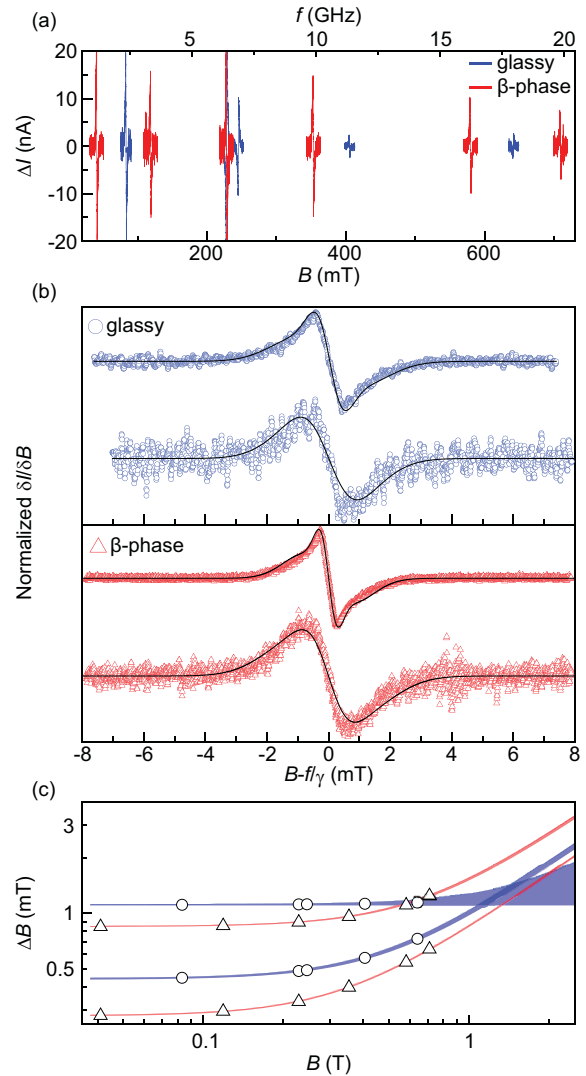 (a)
f (GHz)
5 10 15 20
20
10
0
-10
-20
ΔI (nA)
glassy
β-phase
200 400 600
B (mT)
(b)
glassy
β-phase
Normalized δI/δB
-8 -6 -4 -2 0 2 4 6 8
B-f/γ (mT)
(c)
3
1
0.5
ΔB (mT)
0.1 1
B (T)